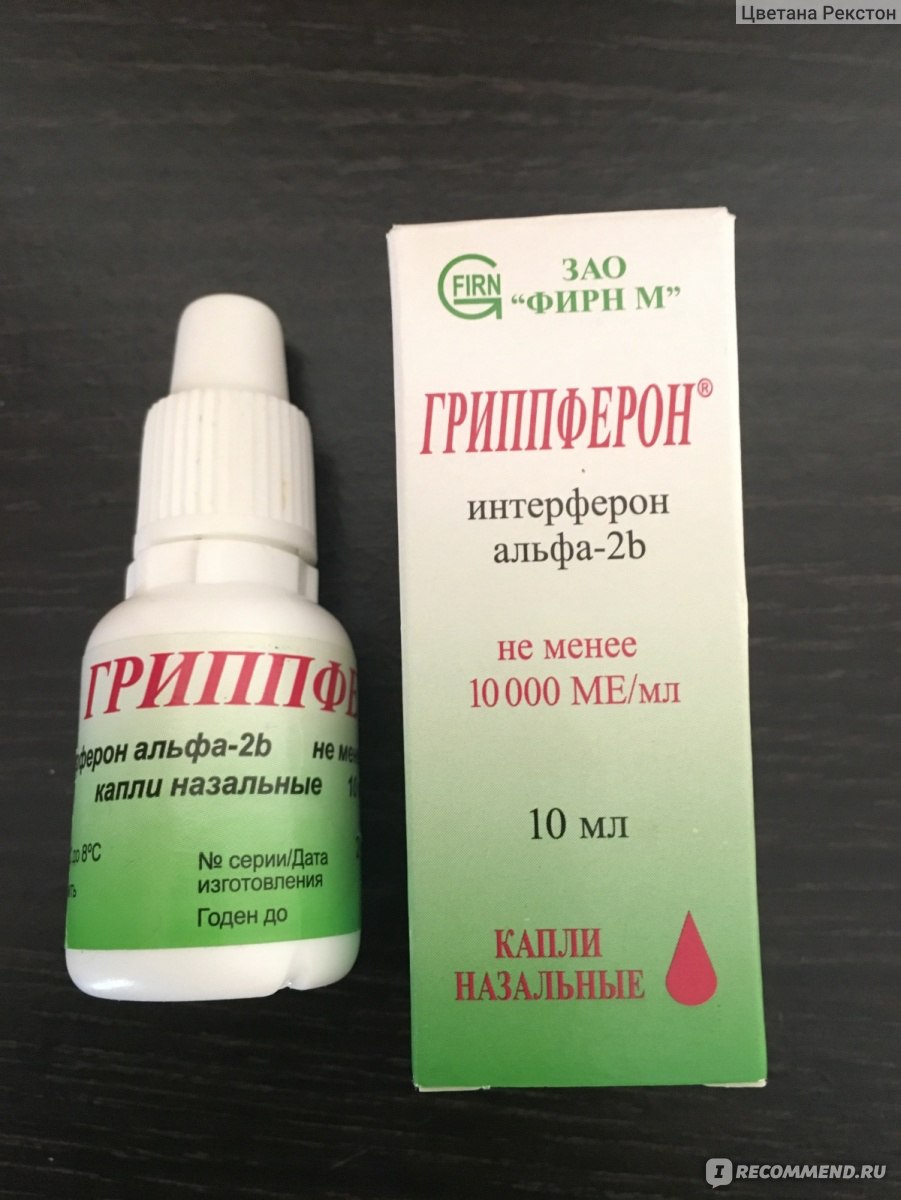 Цветана Рекстон
FIRN
ЗАО
“ФИРН М”
ГРИППФЕРОН®
интерферон
альфа-2b
не менее
10 000 МЕ/мл
10 мл
КАПЛИ
НАЗАЛЬНЫЕ
ГРИППФЕ
ферон альфа-2b не ме
капли назальные
до 8°C
№ серии/Дата
изготовления
Годен до
I RECOMMEND.RU